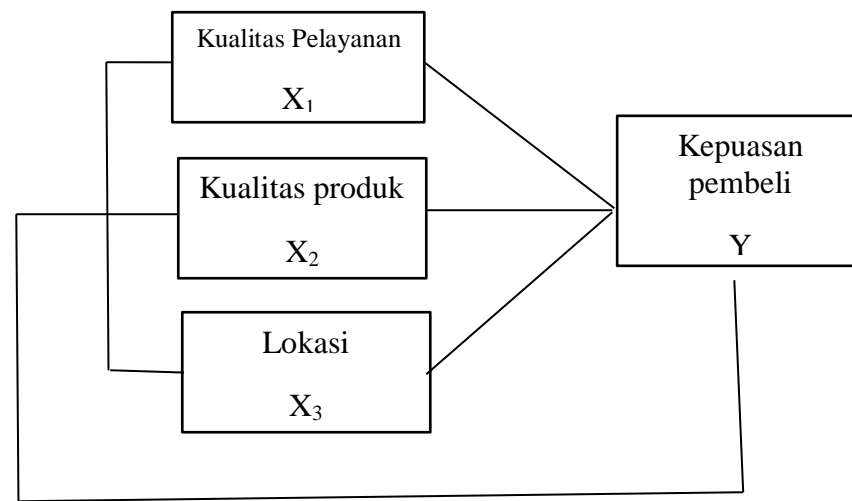 Kualitas Pelayanan
X₁
Kualitas produk
X₂
Lokasi
X₃
Kepuasan
pembeli
Y